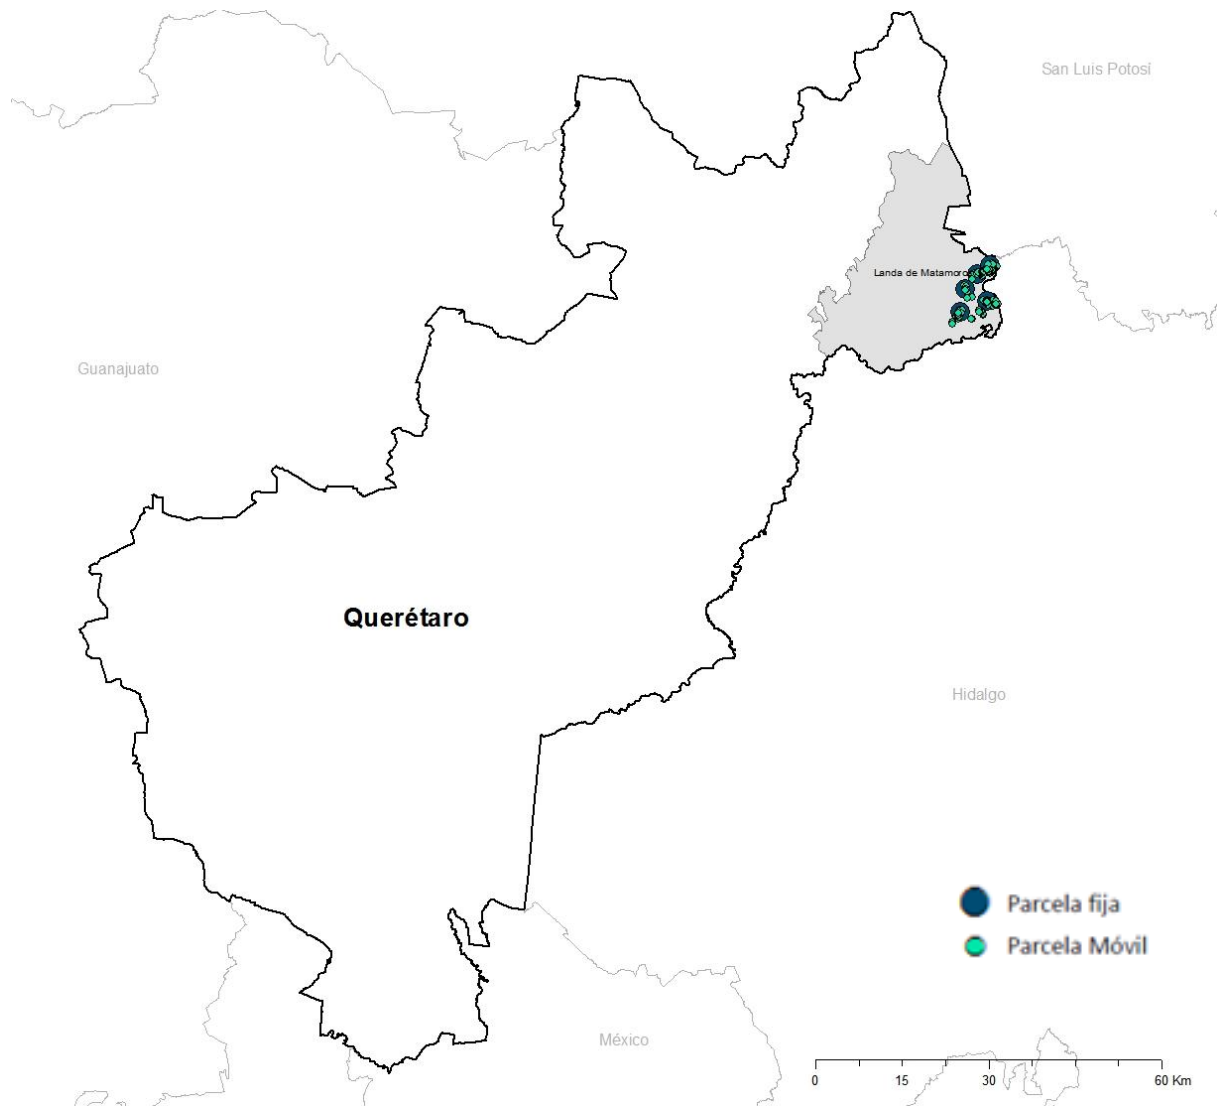 San Luis Potosí
Landa de Matamoros
Guanajuato
Querétaro
Hidalgo
Parcela fija
Parcela Móvil
México
0 15 30 60 Km